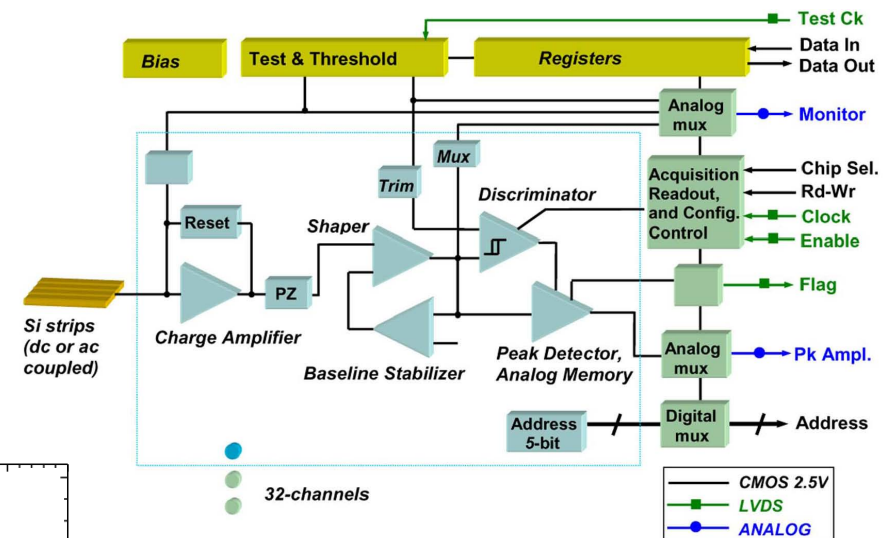 Test Ck
Bias
Test & Threshold
Registers
Data In
Data Out
Analog
mux
Monitor
Mux
Trim
Acquisition
Readout,
and Config.
Control
Chip Sel.
Rd-Wr
Clock
Enable
Discriminator
Shaper
Reset
PZ
Flag
Si strips
(dc or ac
coupled)
Charge Amplifier
Baseline Stabilizer
Peak Detector,
Analog Memory
Analog
mux
Pk Ampl.
Address
5-bit
Digital
mux
Address
32-channels
CMOS 2.5V
LVDS
ANALOG